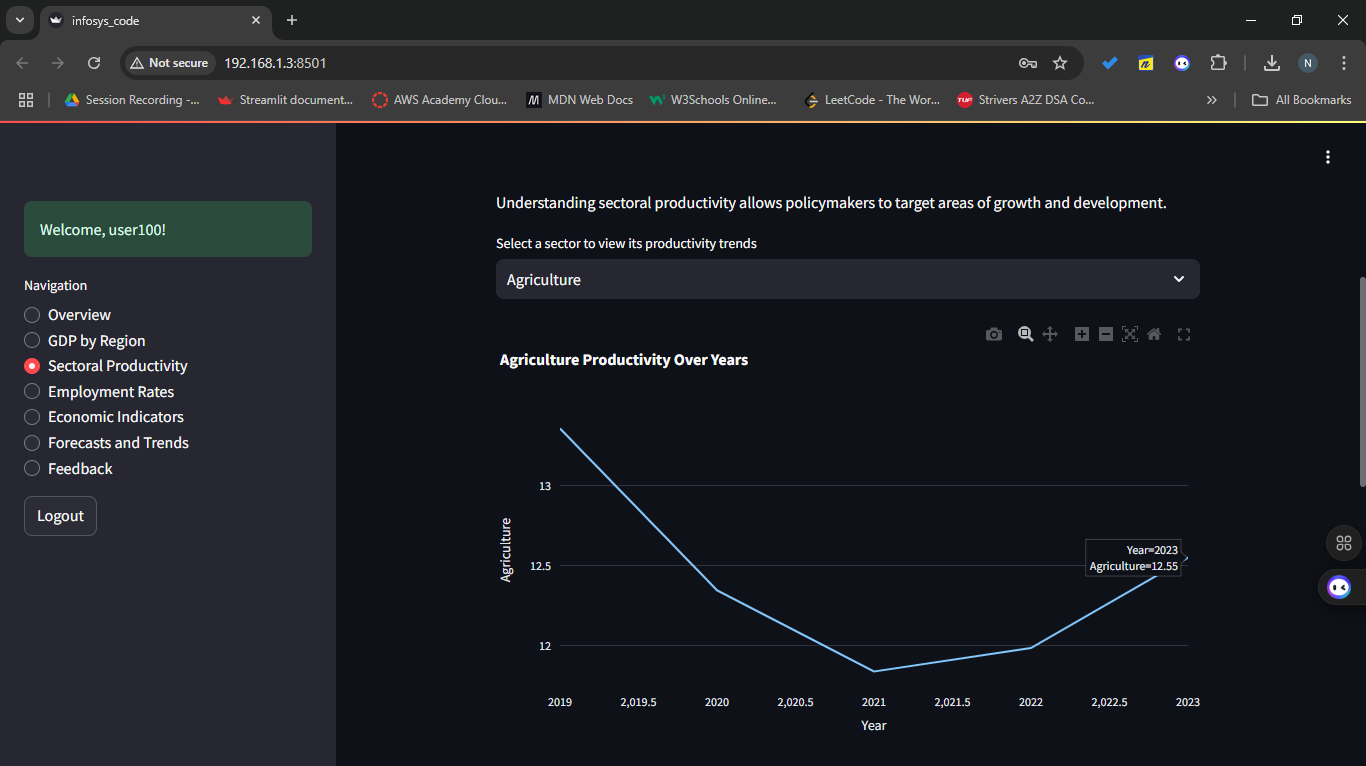 infosys_code
Not secure
192.168.1.3:8501
N
Session Recording -...
Streamlit document...
AWS Academy Clou...
MDN Web Docs
W3Schools Online...
LeetCode - The Wor...
TUF
Strivers A2Z DSA Co...
All Bookmarks
Welcome, user100!
Navigation
Overview
GDP by Region
Sectoral Productivity
Employment Rates
Economic Indicators
Forecasts and Trends
Feedback
Logout
Understanding sectoral productivity allows policymakers to target areas of growth and development.
Select a sector to view its productivity trends
Agriculture
Agriculture Productivity Over Years
13
12.5
12
Agriculture
Year=2023
Agriculture=12.55
2019 2,019.5 2020 2,020.5 2021 2,021.5 2022 2,022.5 2023
Year